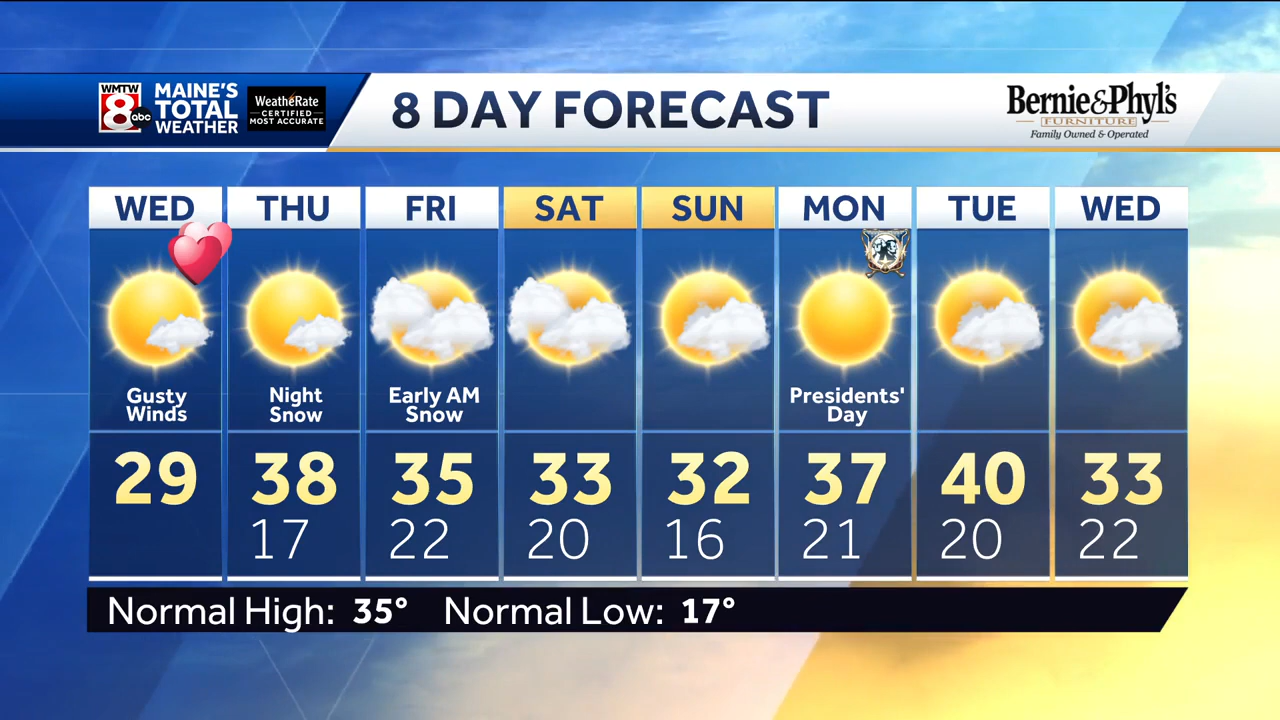 WMTW
8
abc
MAINE'S
TOTAL
WEATHER
WeatheRate
CERTIFIED
MOST ACCURATE
8 DAY FORECAST
Bernie&Phyl's
FURNITURE
Family Owned & Operated
WED THU FRI SAT SUN MON TUE WED
Gusty
Winds
Night
Snow
Early AM
Snow
Presidents'
Day
29 38 35 33 32 37 40 33
17 22 20 16 21 20 22
Normal High: 35° Normal Low: 17°